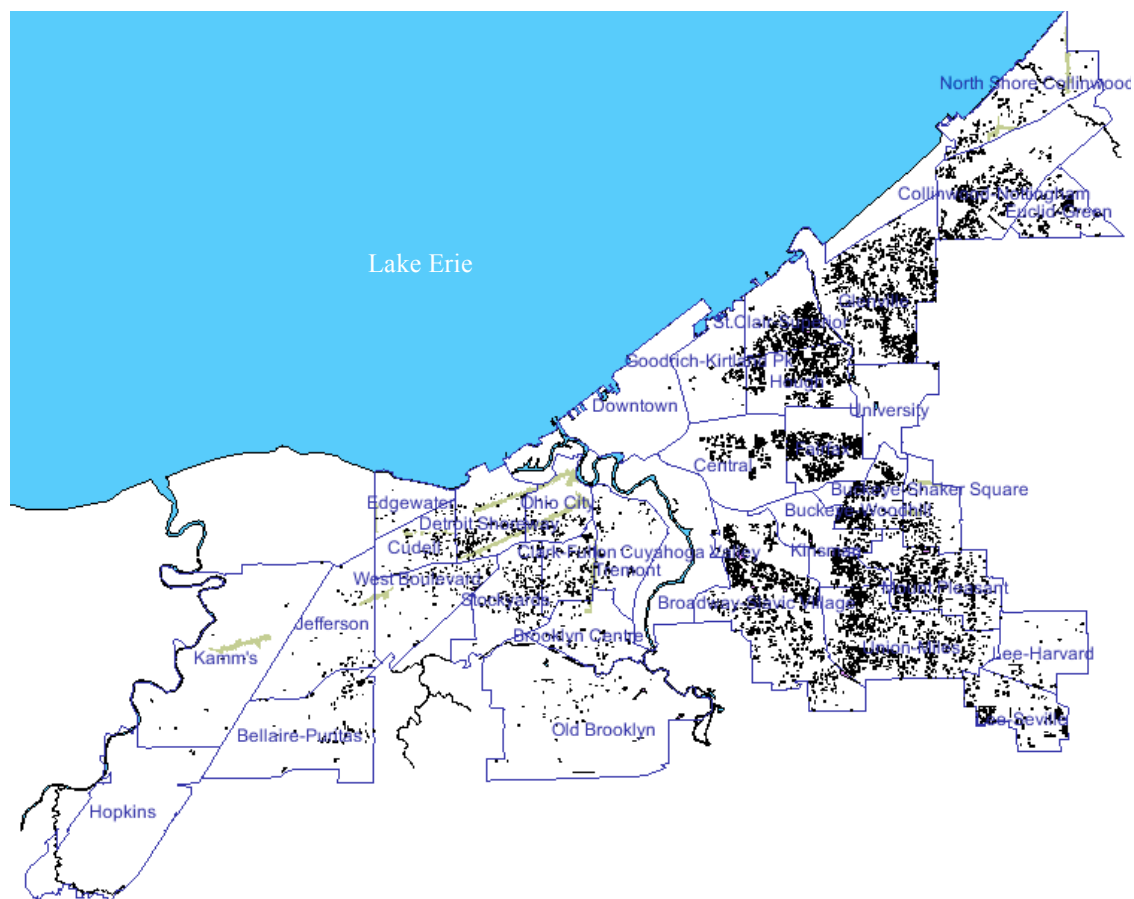 North Shore Collinwood
Collinwood-Nottingham
Euclid-Green
Lake Erie
Glenville
St.Clair-Superior
Goodrich-Kirtland Pk
Hough
Downtown
University
Fairfax
Central
Buckeye-Shaker Square
Edgewater
Ohio City
Buckeye-Woodhill
Detroit Shoreway
Cudell
Clark-Fulton
Cuyahoga Valley
Kinsman
Tremont
West Boulevard
Mount Pleasant
Stockyards
Broadway-Slavic Village
Jefferson
Brooklyn Centre
Union-Miles
Lee-Harvard
Kamm's
Lee-Seville
Old Brooklyn
Bellaire-Puritas
Hopkins